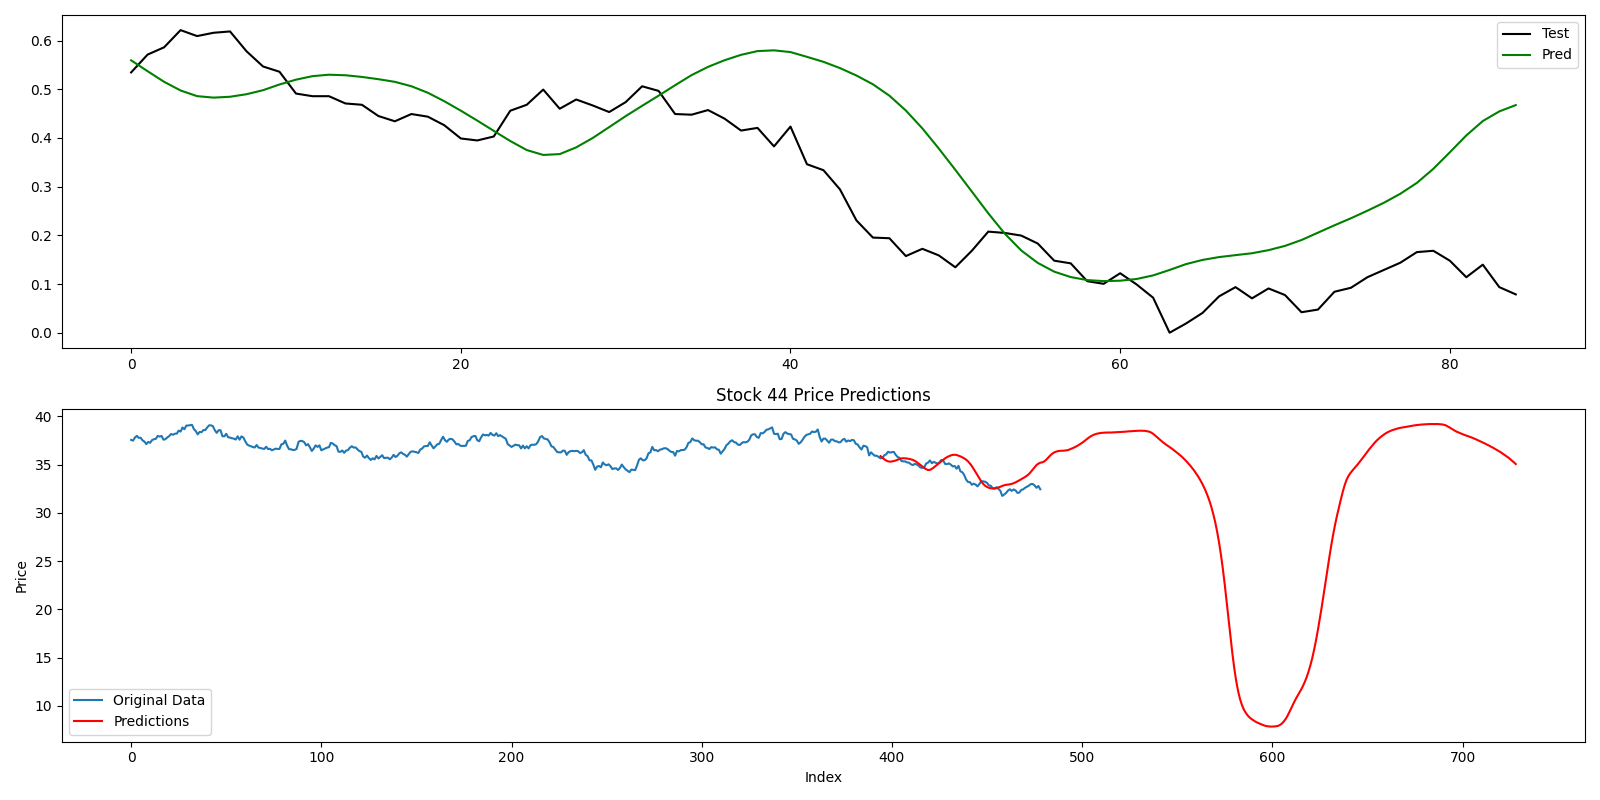 0.6
0.5
0.4
0.3
0.2
0.1
0.0
Test
Pred
0 20 40 60 80
Stock 44 Price Predictions
40
35
30
25
20
15
10
Price
Original Data
Predictions
0 100 200 300 400 500 600 700
Index